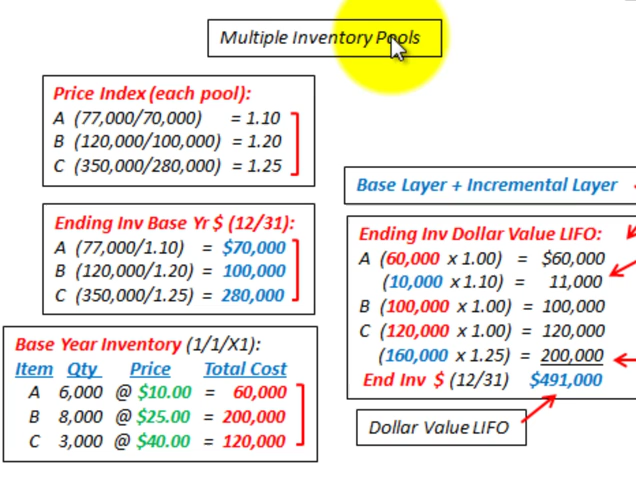 Multiple Inventory Pools
Price Index (each pool):
A (77,000/70,000) = 1.10
B (120,000/100,000) = 1.20
C (350,000/280,000) = 1.25
Ending Inv Base Yr $ (12/31):
A (77,000/1.10) = $70,000
B (120,000/1.20) = 100,000
C (350,000/1.25) = 280,000
Base Year Inventory (1/1/X1):
Item Qty Price Total Cost
A 6,000 @ $10.00 = 60,000
B 8,000 @ $25.00 = 200,000
C 3,000 @ $40.00 = 120,000
Base Layer + Incremental Layer
Ending Inv Dollar Value LIFO:
A (60,000 x 1.00) = $60,000
(10,000 x 1.10) = 11,000
B (100,000 x 1.00) = 100,000
C (120,000 x 1.00) = 120,000
(160,000 x 1.25) = 200,000
End Inv $ (12/31) $491,000
Dollar Value LIFO